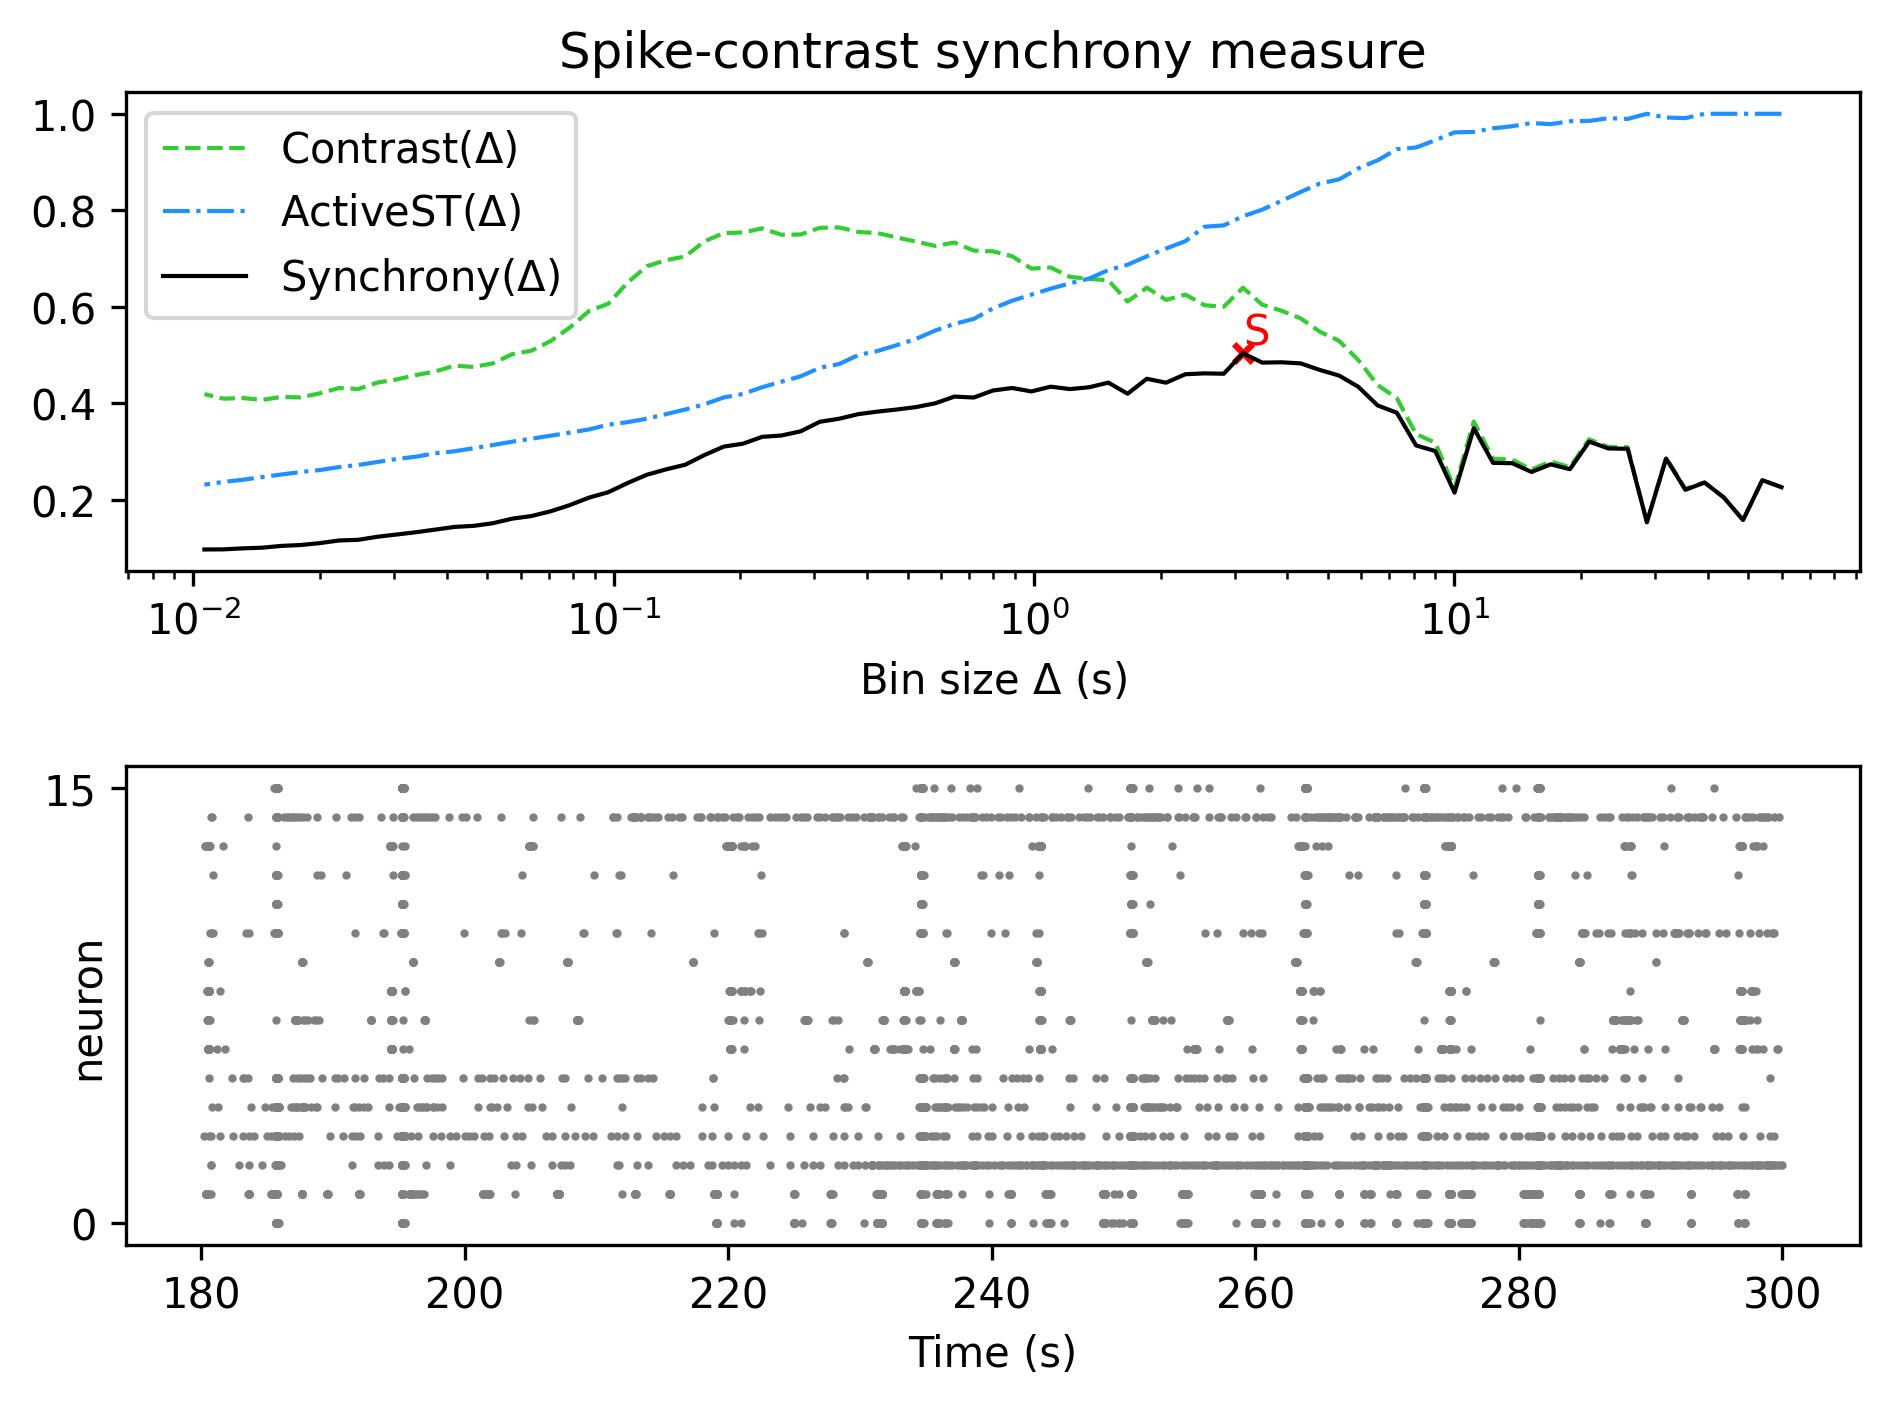 Spike-contrast synchrony measure
1.0
0.8
0.6
0.4
0.2
Contrast(Δ)
ActiveST(Δ)
Synchrony(Δ)
S
10⁻² 10⁻¹ 10⁰ 10¹
Bin size Δ (s)
15
0
neuron
180 200 220 240 260 280 300
Time (s)